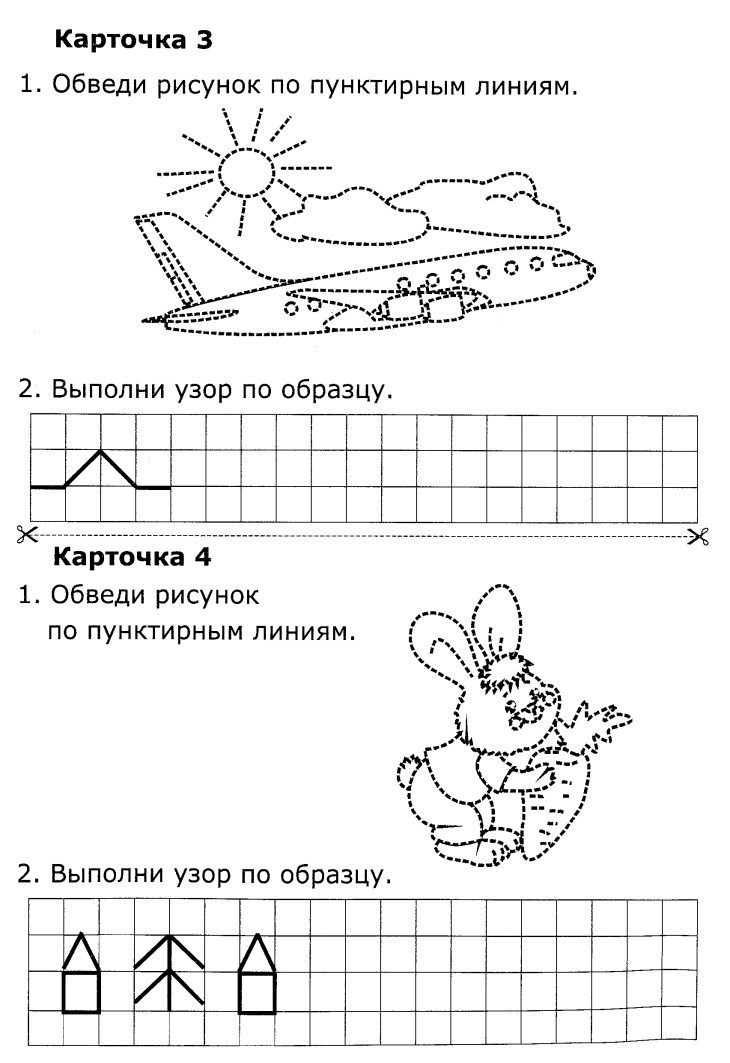 Карточка 3
1. Обведи рисунок по пунктирным линиям.
2. Выполни узор по образцу.
Карточка 4
1. Обведи рисунок
по пунктирным линиям.
2. Выполни узор по образцу.